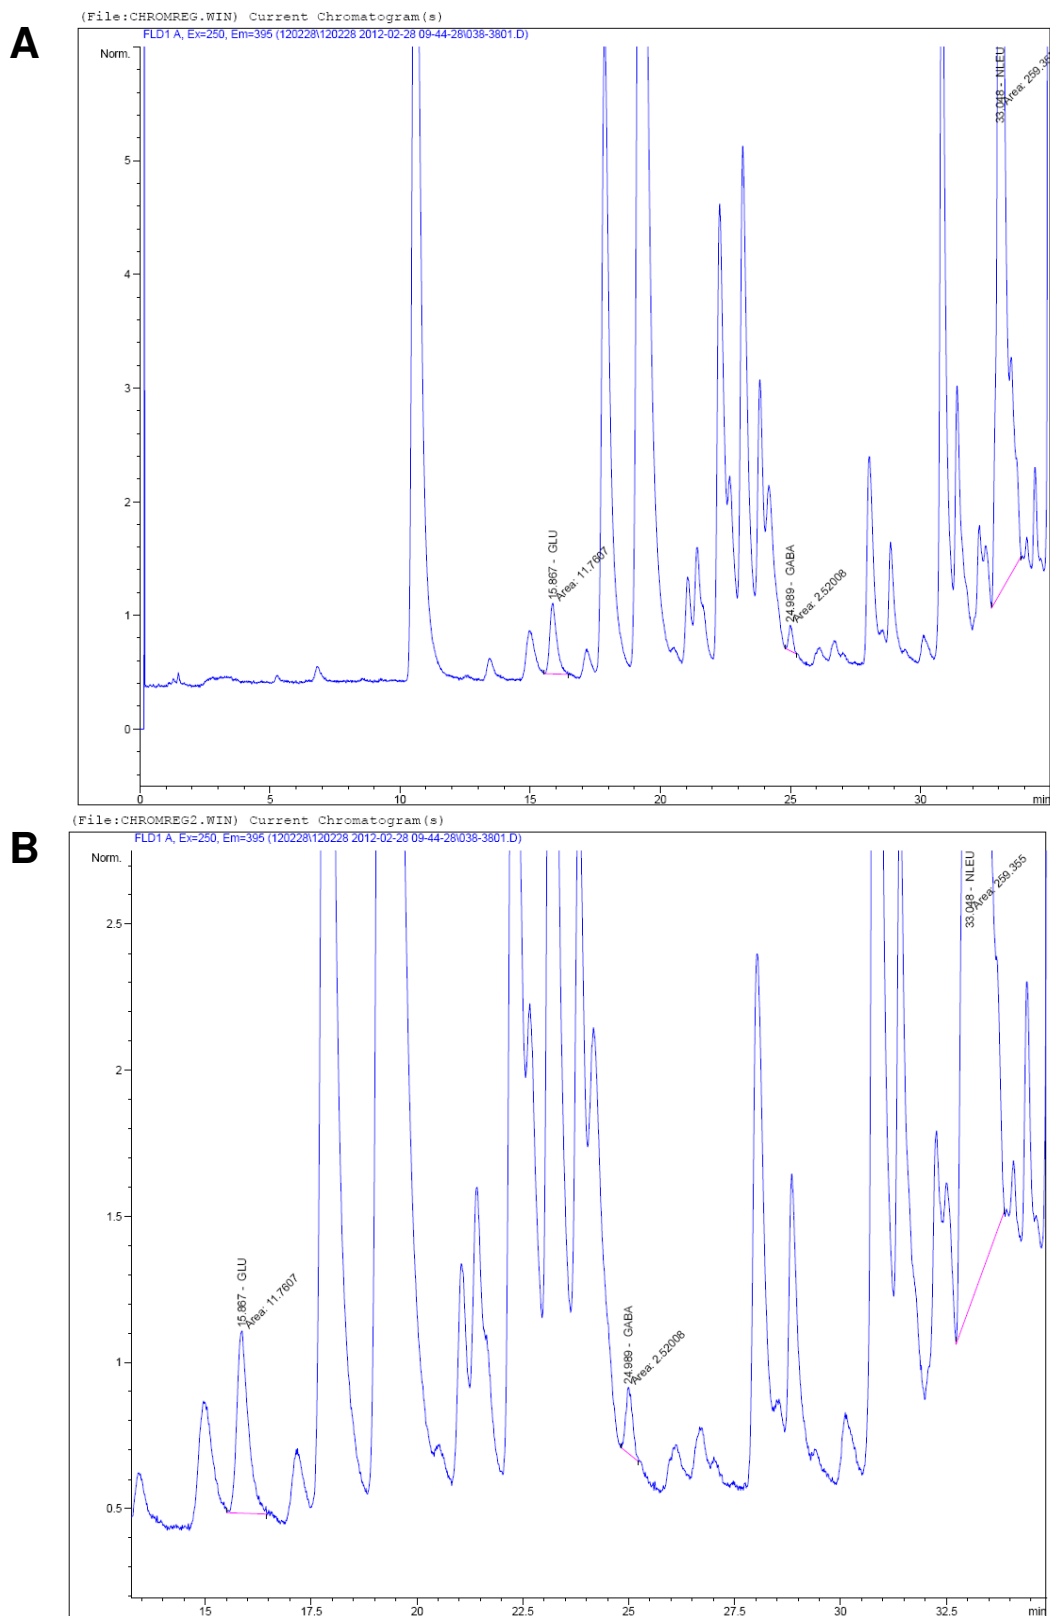 A
(File:CHROMREG.WIN) Current Chromatogram(s)
FLD1 A, Ex=250, Em=395 (120228\120228 2012-02-28 09-44-28\038-3801.D)
Norm.
5
4
3
2
1
0
15.867 - GLU
Area: 11.7607
24.989 - GABA
Area: 2.52008
33.048 - NLEU
Area: 259.35
0
5
10
15
20
25
30
min
B
(File:CHROMREG2.WIN) Current Chromatogram(s)
FLD1 A, Ex=250, Em=395 (120228\120228 2012-02-28 09-44-28\038-3801.D)
Norm.
2.5
2
1.5
1
0.5
15.867 - GLU
Area: 11.7607
24.989 - GABA
Area: 2.52008
33.048 - NLEU
Area: 259.355
15
17.5
20
22.5
25
27.5
30
32.5
min